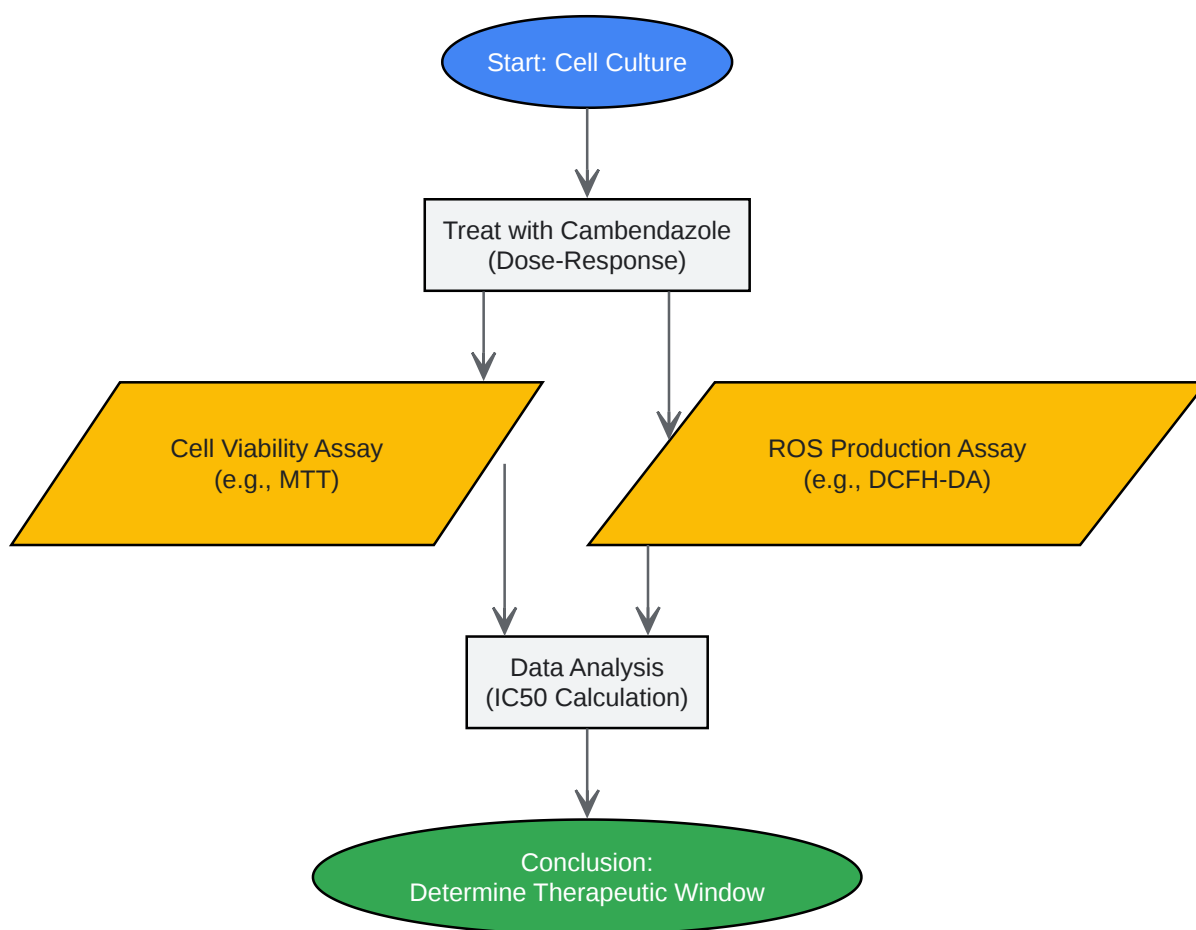 Start: Cell Culture
Treat with Cambendazole
(Dose-Response)
Cell Viability Assay
(e.g., MTT)
ROS Production Assay
(e.g., DCFH-DA)
Data Analysis
(IC50 Calculation)
Conclusion:
Determine Therapeutic Window